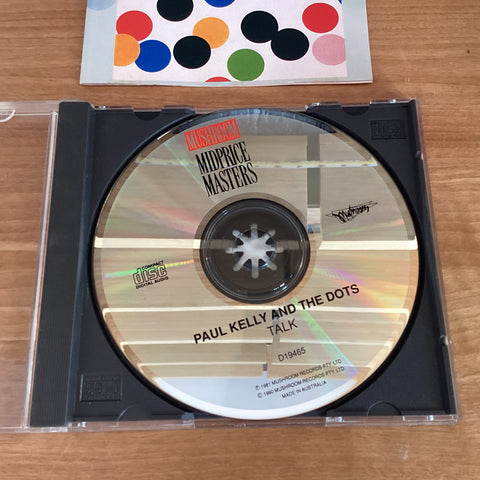 MUSHROOM
MIDPRICE
MASTERS
Mushroom
COMPACT
disc
DIGITAL AUDIO
PAUL KELLY AND THE DOTS
TALK
D19465
℗ 1981 MUSHROOM RECORDS PTY LTD
© 1990 MUSHROOM RECORDS PTY LTD
MADE IN AUSTRALIA